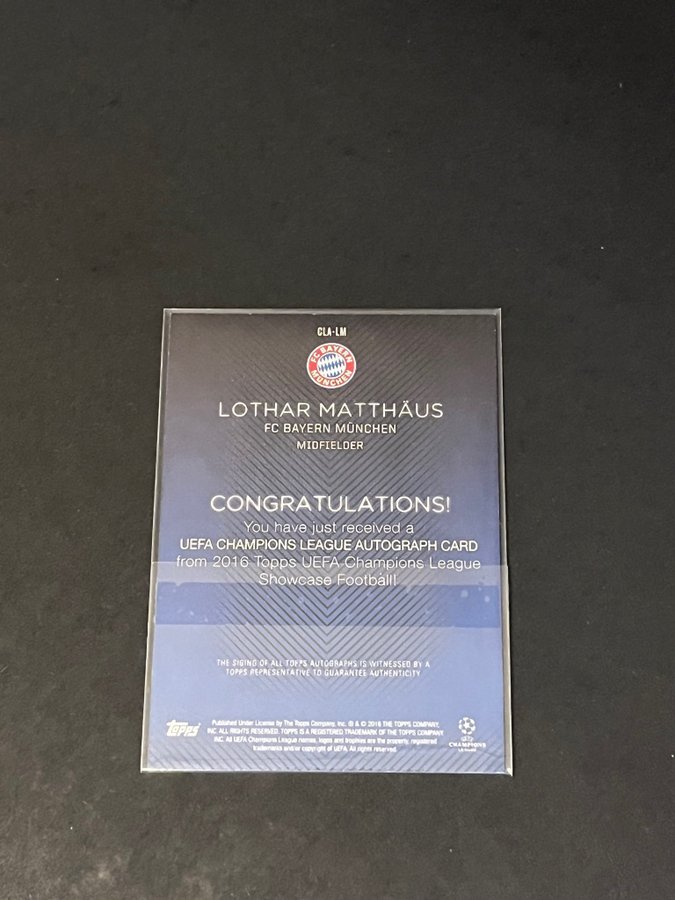 CLA-LM
FC BAYERN
MÜNCHEN
LOTHAR MATTHÄUS
FC BAYERN MÜNCHEN
MIDFIELDER
CONGRATULATIONS!
You have just received a
UEFA CHAMPIONS LEAGUE AUTOGRAPH CARD
from 2016 Topps UEFA Champions League
Showcase Football!
THE SIGNING OF ALL TOPPS AUTOGRAPHS IS WITNESSED BY A
TOPPS REPRESENTATIVE TO GUARANTEE AUTHENTICITY
topps
Published Under License by The Topps Company, Inc. ® & © 2016 THE TOPPS COMPANY,
INC. ALL RIGHTS RESERVED. TOPPS IS A REGISTERED TRADEMARK OF THE TOPPS COMPANY
INC. All UEFA Champions League names, logos and trophies are the property, registered
trademarks and/or copyright of UEFA. All rights reserved.
CHAMPIONS
LEAGUE